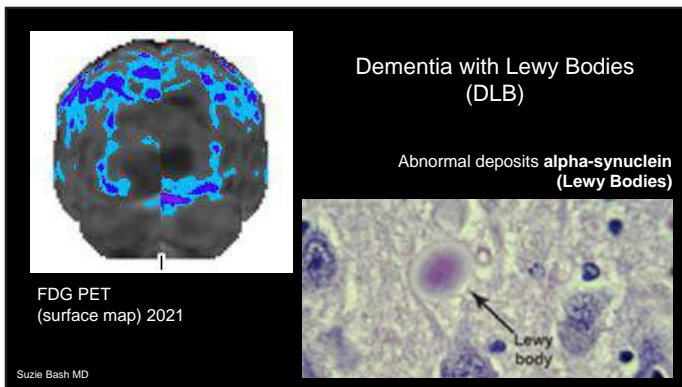 Dementia with Lewy Bodies
(DLB)
Abnormal deposits alpha-synuclein
(Lewy Bodies)
FDG PET
(surface map) 2021
Lewy
body
Suzie Bash MD